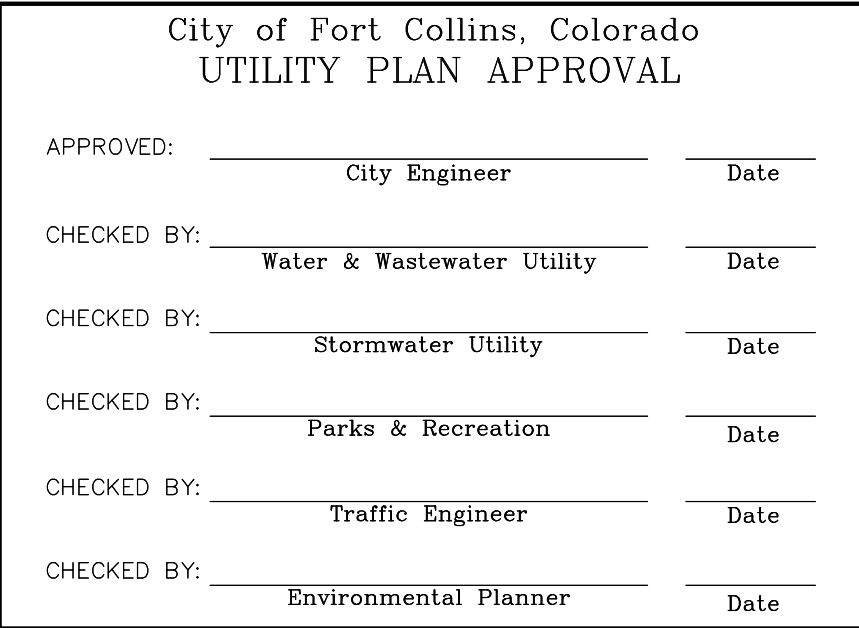 City of Fort Collins, Colorado
UTILITY PLAN APPROVAL
APPROVED:
City Engineer Date
CHECKED BY:
Water & Wastewater Utility Date
CHECKED BY:
Stormwater Utility Date
CHECKED BY:
Parks & Recreation Date
CHECKED BY:
Traffic Engineer Date
CHECKED BY:
Environmental Planner Date